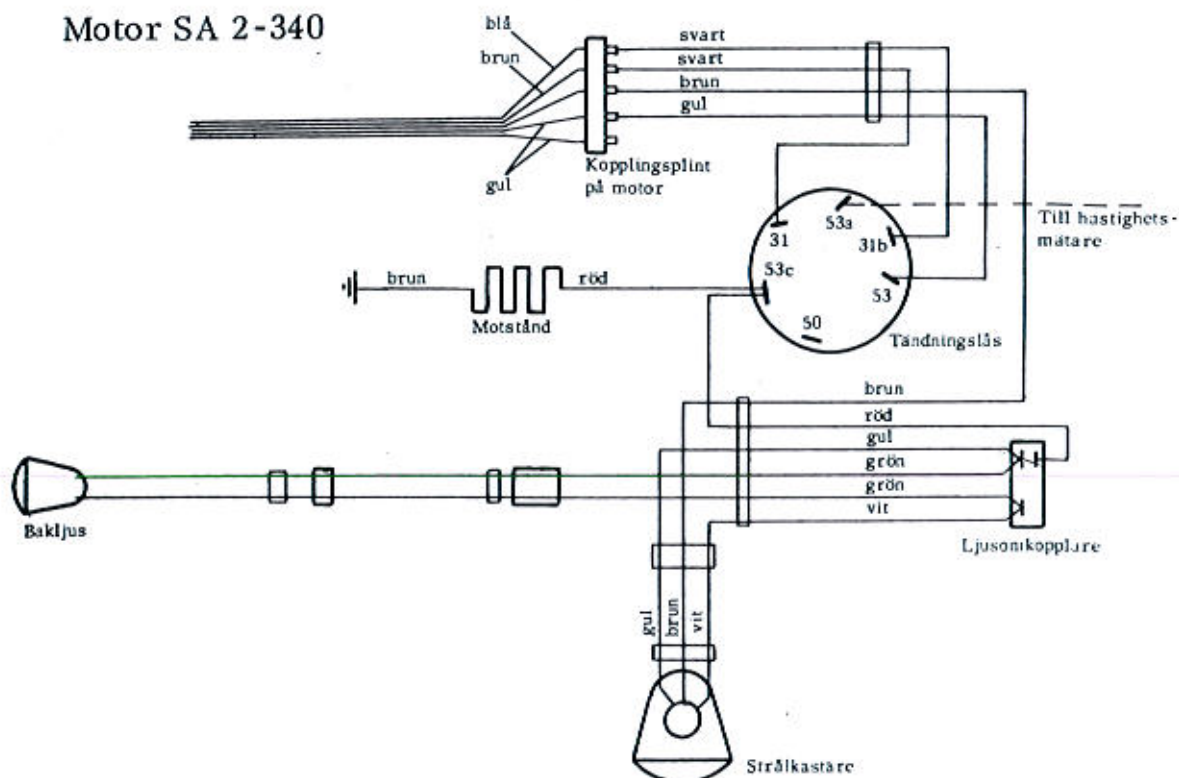 Motor SA 2-340
blå
brun
gul
svart
svart
brun
gul
Kopplingsplint
på motor
Till hastighets-
mätare
53a
31
31b
53c
53
50
Tändningslås
brun
röd
Motstånd
brun
röd
gul
grön
grön
vit
Bakljus
Ljusomkopplare
gul
brun
vit
Strålkastare